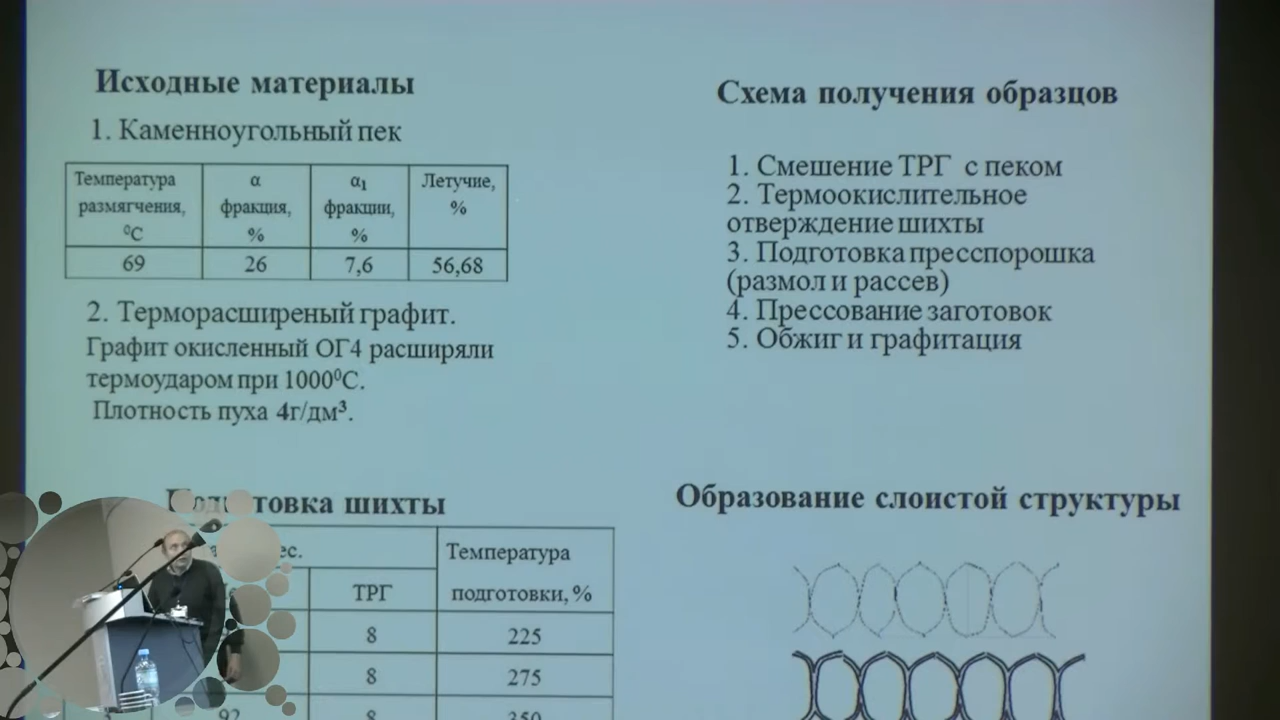 Исходные материалы
1. Каменноугольный пек
Температура размягчения, ⁰С
α фракция, %
α₁ фракции, %
Летучие, %
69 26 7,6 56,68
2. Терморасширеный графит.
Графит окисленный ОГ4 расширяли
термоударом при 1000⁰С.
Плотность пуха 4г/дм³.
Схема получения образцов
1. Смешение ТРГ с пеком
2. Термоокислительное
отверждение шихты
3. Подготовка пресспорошка
(размол и рассев)
4. Прессование заготовок
5. Обжиг и графитация
шихты
Температура
подготовки, %
ТРГ
8 225
8 275
92 8 350
Образование слоистой структуры